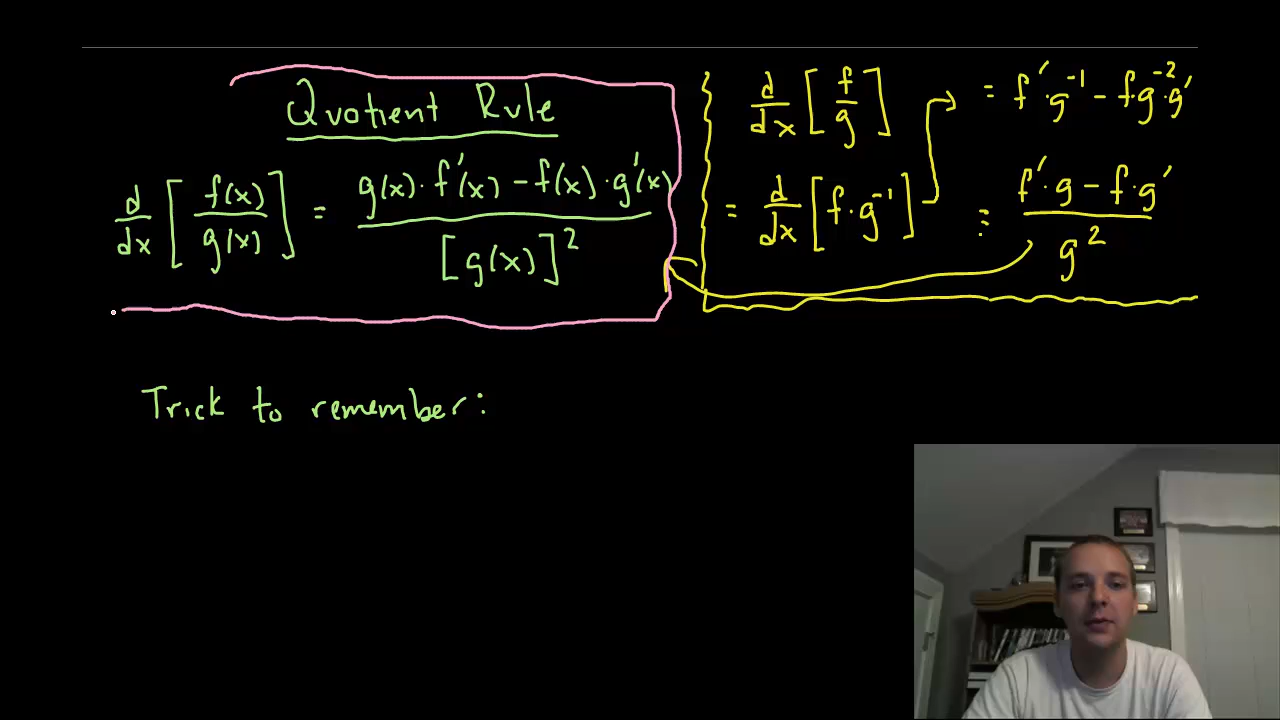 Quotient Rule
d/dx [f(x)/g(x)] = (g(x)·f'(x) − f(x)·g'(x))/[g(x)]²
d/dx [f/g]
= d/dx [f·g⁻¹]
= f'·g⁻¹ − f·g⁻²·g'
= (f'·g − f·g')/g²
Trick to remember: